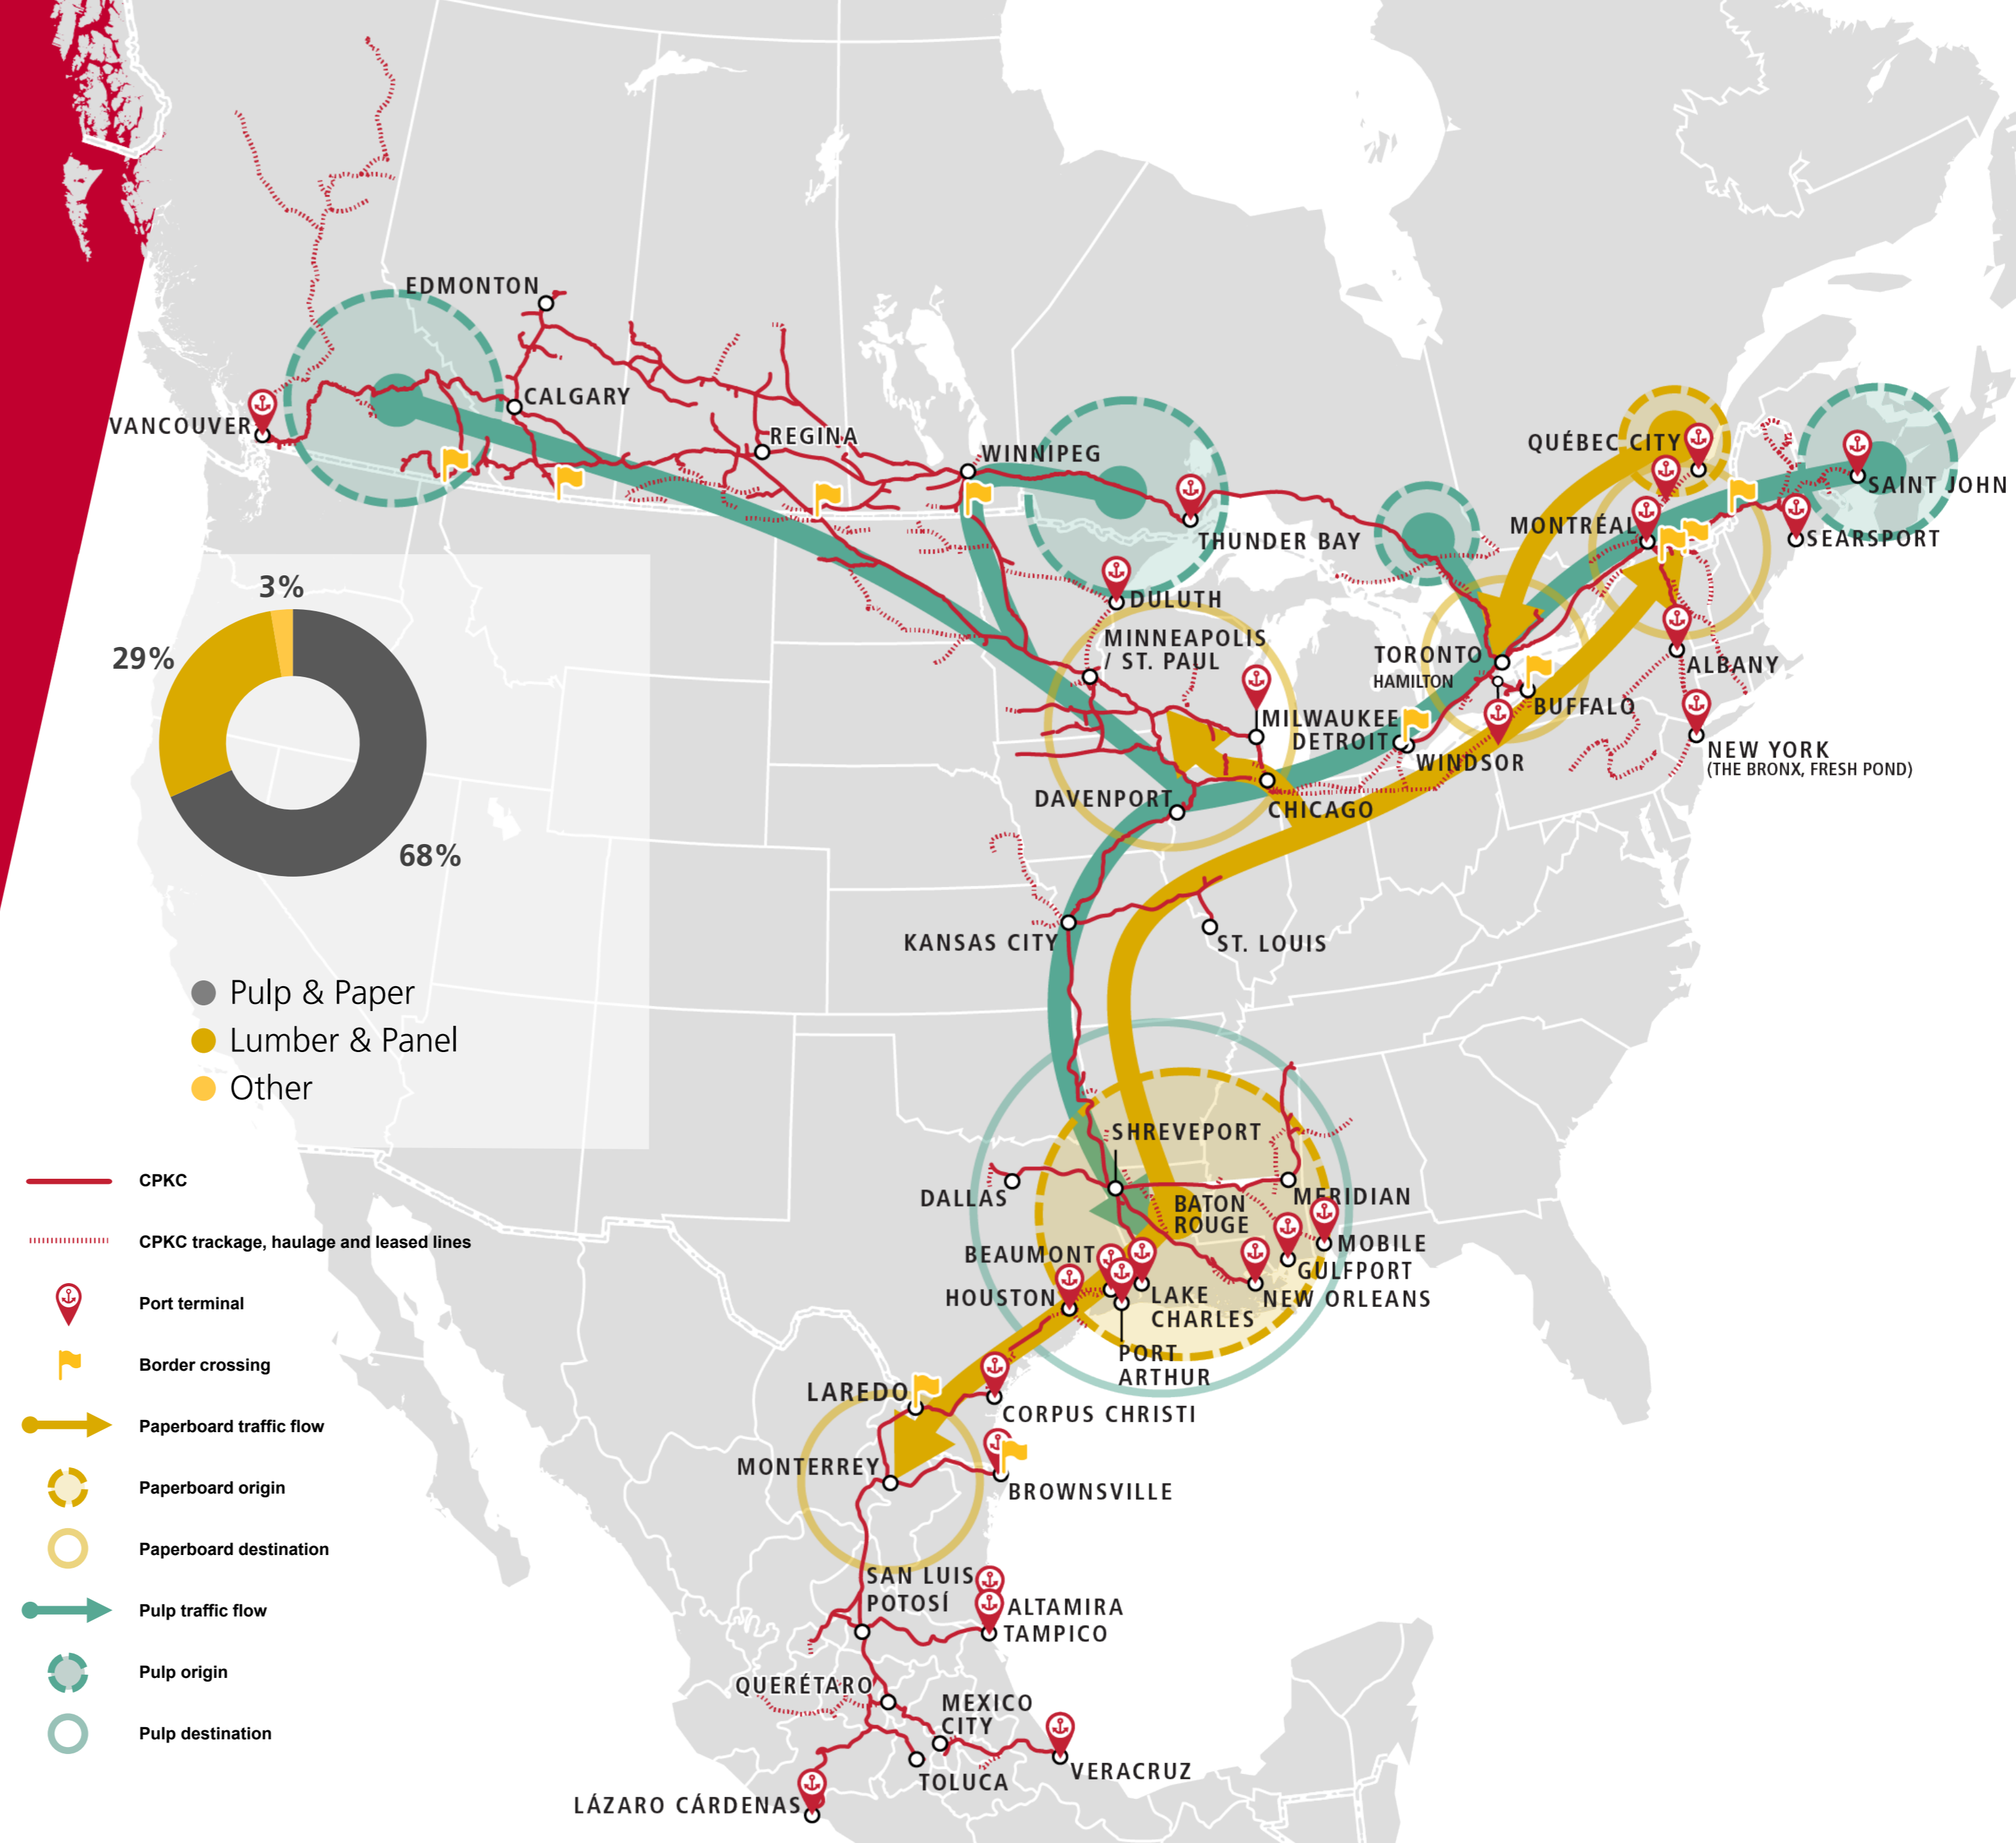 EDMONTON
CALGARY
VANCOUVER
REGINA
WINNIPEG
THUNDER BAY
QUÉBEC CITY
SAINT JOHN
MONTRÉAL
SEARSPORT
DULUTH
MINNEAPOLIS
/ ST. PAUL
TORONTO
HAMILTON
ALBANY
BUFFALO
MILWAUKEE
DETROIT
WINDSOR
NEW YORK
(THE BRONX, FRESH POND)
DAVENPORT
CHICAGO
KANSAS CITY
ST. LOUIS
3%
29%
68%
Pulp & Paper
Lumber & Panel
Other
SHREVEPORT
DALLAS
MERIDIAN
BATON
ROUGE
MOBILE
BEAUMONT
GULFPORT
HOUSTON
LAKE
CHARLES
NEW ORLEANS
PORT
ARTHUR
LAREDO
CORPUS CHRISTI
MONTERREY
BROWNSVILLE
SAN LUIS
POTOSÍ
ALTAMIRA
TAMPICO
QUERÉTARO
MEXICO
CITY
VERACRUZ
TOLUCA
LÁZARO CÁRDENAS
CPKC
CPKC trackage, haulage and leased lines
Port terminal
Border crossing
Paperboard traffic flow
Paperboard origin
Paperboard destination
Pulp traffic flow
Pulp origin
Pulp destination